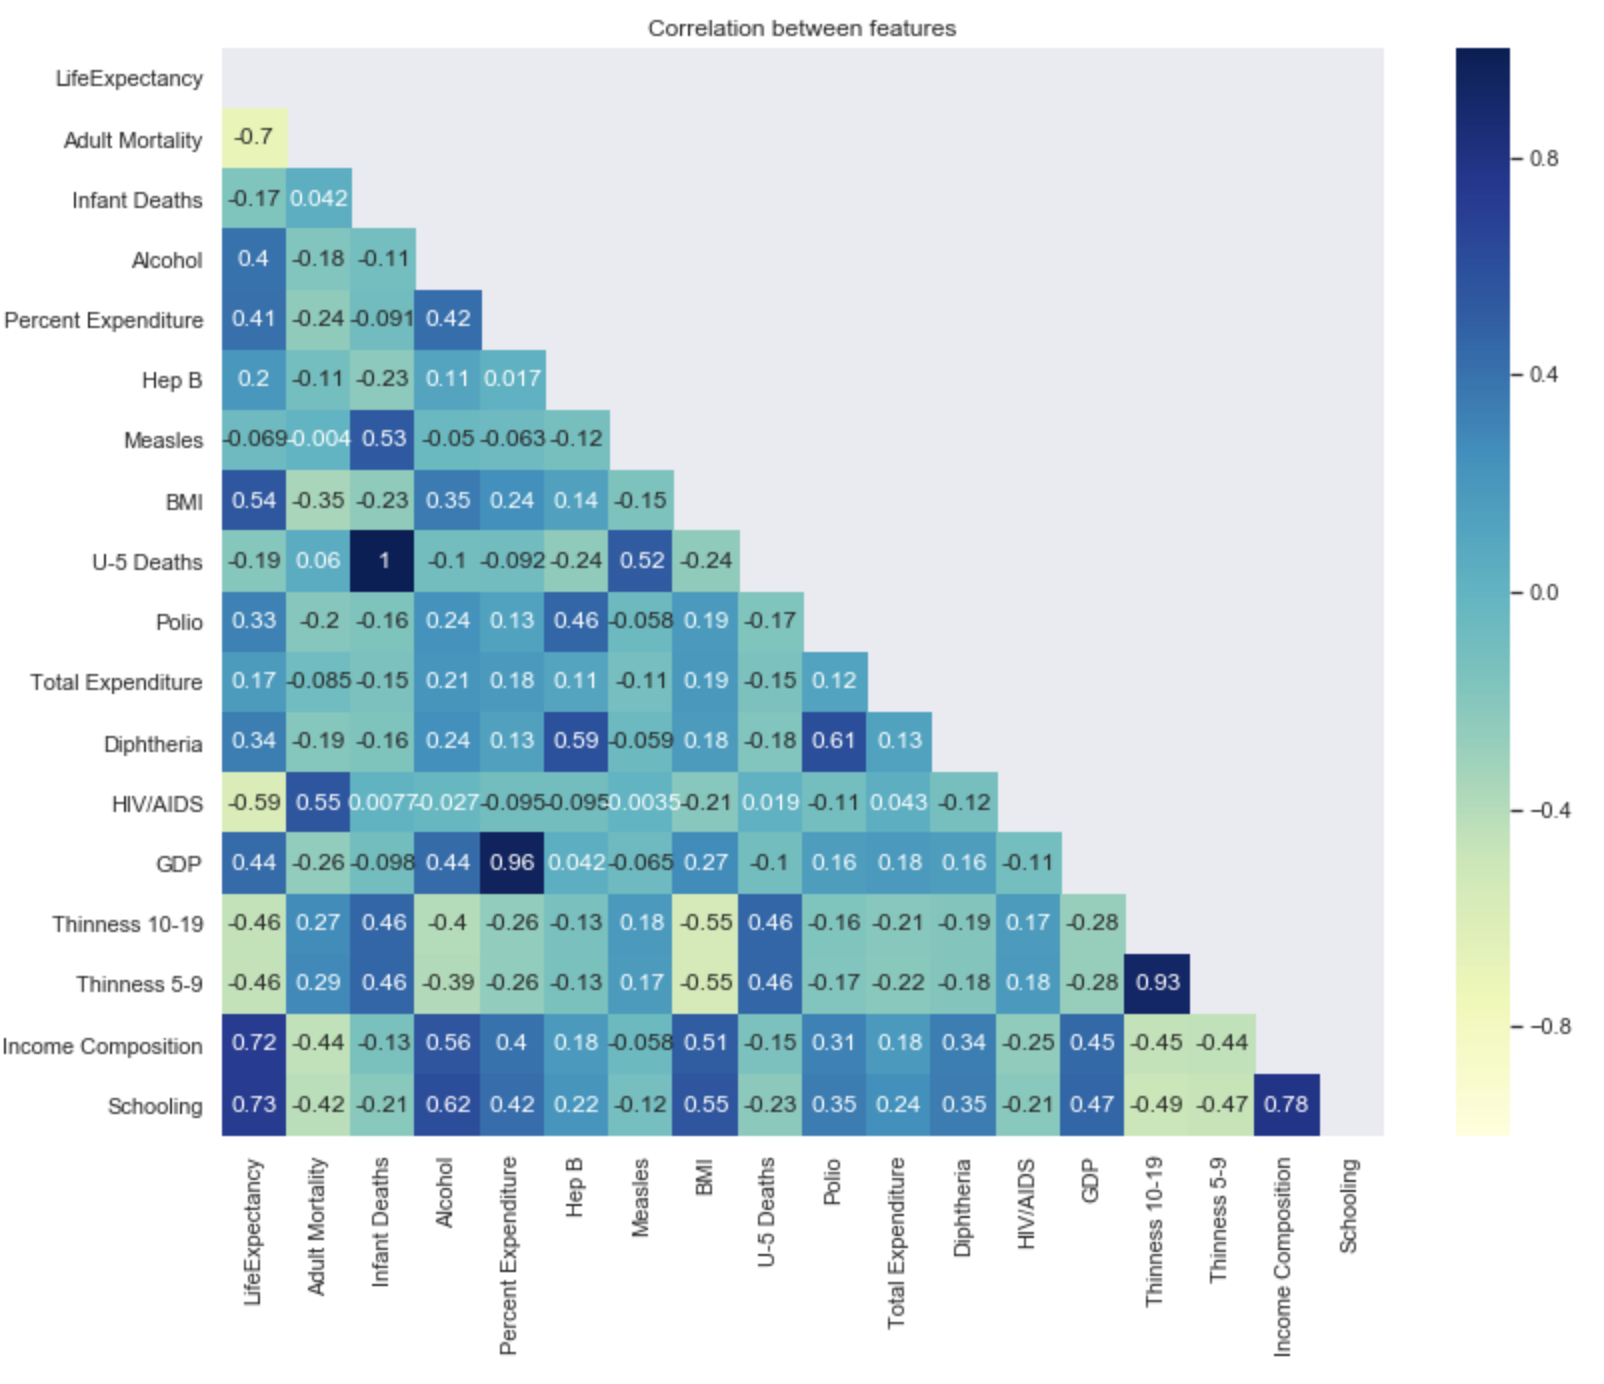 Correlation between features
LifeExpectancy
Adult Mortality -0.7
Infant Deaths -0.17 0.042
Alcohol 0.4 -0.18 -0.11
Percent Expenditure 0.41 -0.24 -0.091 0.42
Hep B 0.2 -0.11 -0.23 0.11 0.017
Measles -0.069 -0.004 0.53 -0.05 -0.063 -0.12
BMI 0.54 -0.35 -0.23 0.35 0.24 0.14 -0.15
U-5 Deaths -0.19 0.06 1 -0.1 -0.092 -0.24 0.52 -0.24
Polio 0.33 -0.2 -0.16 0.24 0.13 0.46 -0.058 0.19 -0.17
Total Expenditure 0.17 -0.085 -0.15 0.21 0.18 0.11 -0.11 0.19 -0.15 0.12
Diphtheria 0.34 -0.19 -0.16 0.24 0.13 0.59 -0.059 0.18 -0.18 0.61 0.13
HIV/AIDS -0.59 0.55 0.0077 -0.027 -0.095 -0.095 0.0035 -0.21 0.019 -0.11 0.043 -0.12
GDP 0.44 -0.26 -0.098 0.44 0.96 0.042 -0.065 0.27 -0.1 0.16 0.18 0.16 -0.11
Thinness 10-19 -0.46 0.27 0.46 -0.4 -0.26 -0.13 0.18 -0.55 0.46 -0.16 -0.21 -0.19 0.17 -0.28
Thinness 5-9 -0.46 0.29 0.46 -0.39 -0.26 -0.13 0.17 -0.55 0.46 -0.17 -0.22 -0.18 0.18 -0.28 0.93
Income Composition 0.72 -0.44 -0.13 0.56 0.4 0.18 -0.058 0.51 -0.15 0.31 0.18 0.34 -0.25 0.45 -0.45 -0.44
Schooling 0.73 -0.42 -0.21 0.62 0.42 0.22 -0.12 0.55 -0.23 0.35 0.24 0.35 -0.21 0.47 -0.49 -0.47 0.78
LifeExpectancy
Adult Mortality
Infant Deaths
Alcohol
Percent Expenditure
Hep B
Measles
BMI
U-5 Deaths
Polio
Total Expenditure
Diphtheria
HIV/AIDS
GDP
Thinness 10-19
Thinness 5-9
Income Composition
Schooling
0.8
0.4
0.0
−0.4
−0.8